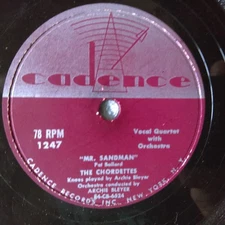 cadence
78 RPM
1247
Vocal Quartet
with
Orchestra
"MR. SANDMAN"
Pat Ballard
THE CHORDETTES
Knees played by Archie Bleyer
Orchestra conducted by
ARCHIE BLEYER
CADENCE RECORDS INC., NEW YORK, N. Y.